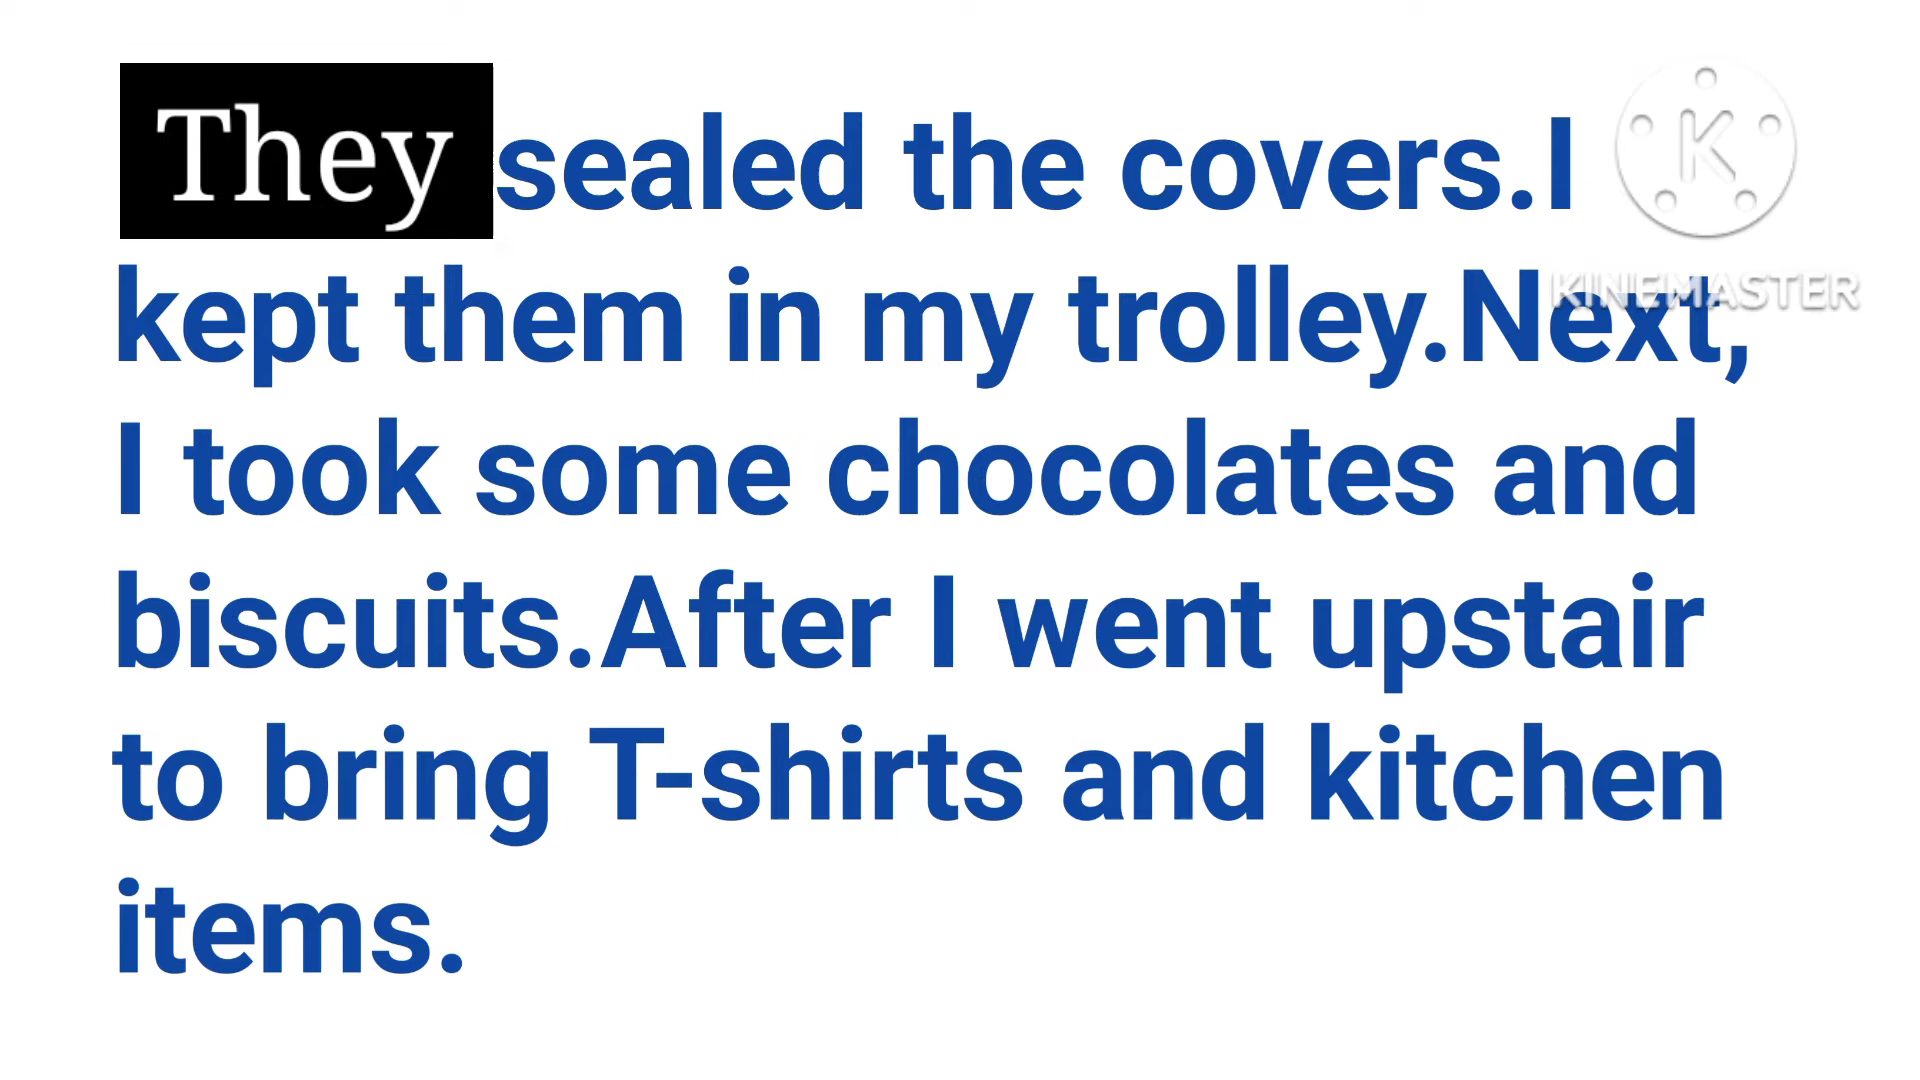 They sealed the covers.I
kept them in my trolley.Next,
I took some chocolates and
biscuits.After I went upstair
to bring T-shirts and kitchen
items.
K
KINEMASTER